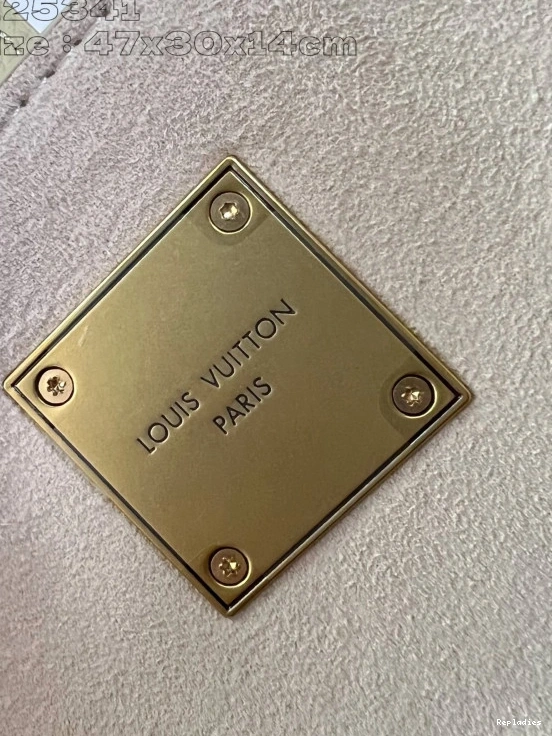 25341
ze : 47x30x14cm
LOUIS VUITTON
PARIS
Repladies